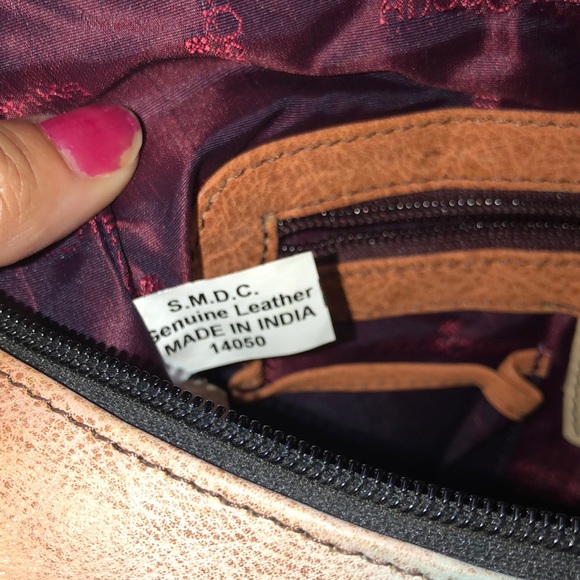 S.M.D.C.
Genuine Leather
MADE IN INDIA
14050